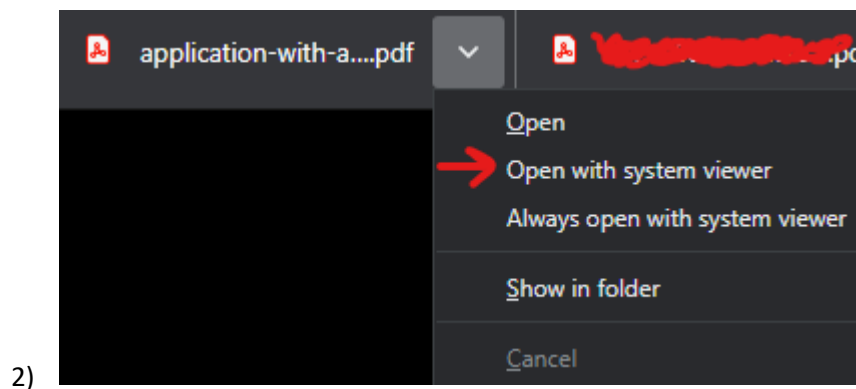 application-with-a....pdf
Open
Open with system viewer
Always open with system viewer
Show in folder
Cancel
2)